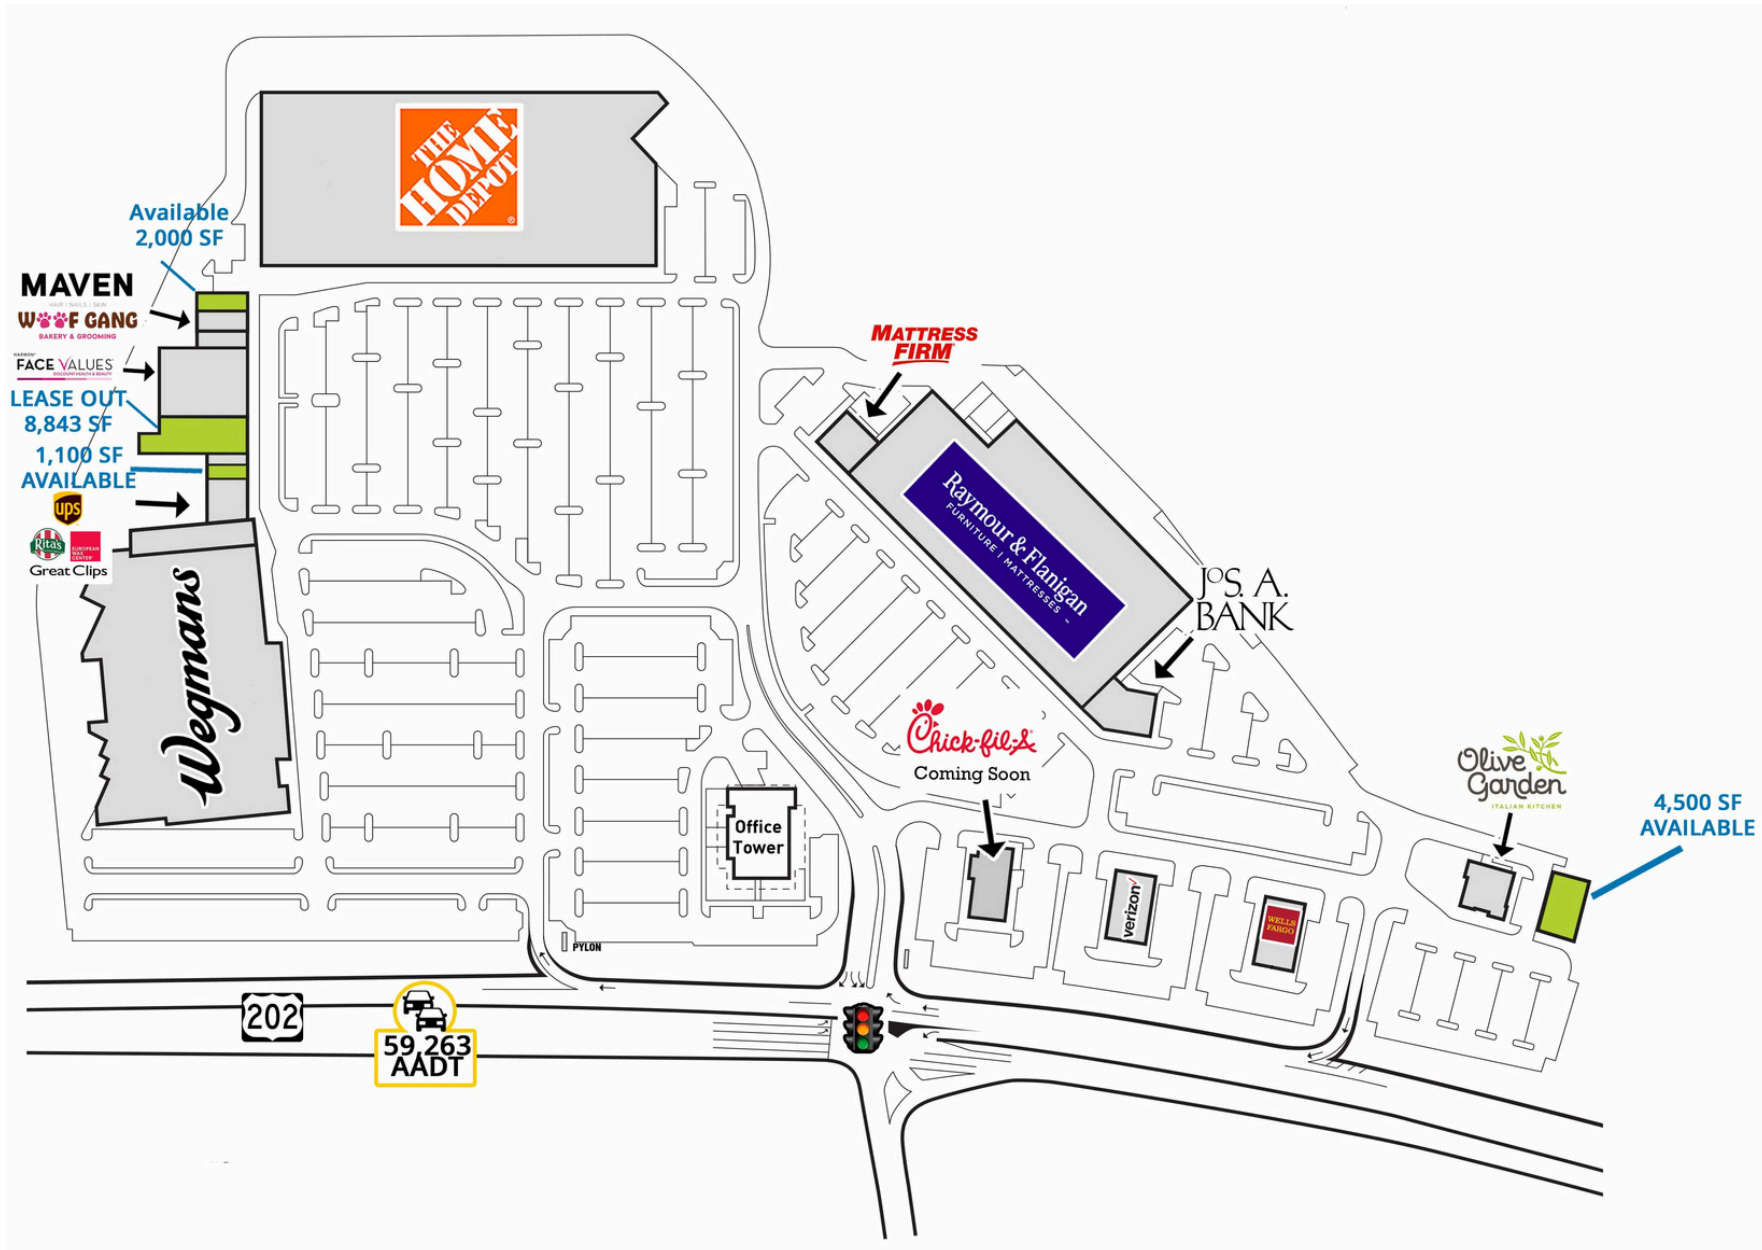 THE
HOME
DEPOT
Available
2,000 SF
MAVEN
HAIR | NAILS | SKIN
WOOF GANG
BAKERY & GROOMING
HARMON
FACE VALUES
DISCOUNT HEALTH & BEAUTY
LEASE OUT
8,843 SF
1,100 SF
AVAILABLE
ups
Rita's
EUROPEAN
WAX
CENTER
Great Clips
Wegmans
MATTRESS
FIRM
Raymour & Flanigan
FURNITURE | MATTRESSES
JoS. A.
BANK
Chick-fil-A
Coming Soon
Olive
Garden
ITALIAN KITCHEN
4,500 SF
AVAILABLE
Office
Tower
verizon
WELLS
FARGO
PYLON
202
59,263
AADT